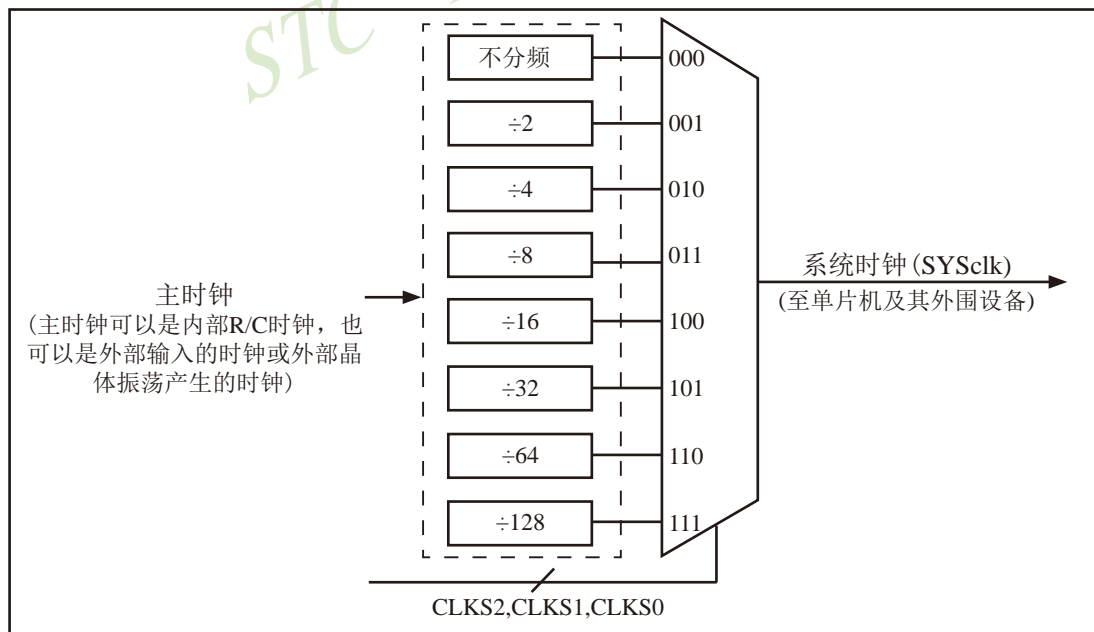 STC
不分频
000
÷2
001
÷4
010
÷8
011
÷16
100
÷32
101
÷64
110
÷128
111
主时钟
(主时钟可以是内部R/C时钟，也
可以是外部输入的时钟或外部晶
体振荡产生的时钟)
系统时钟(SYSclk)
(至单片机及其外围设备)
CLKS2,CLKS1,CLKS0